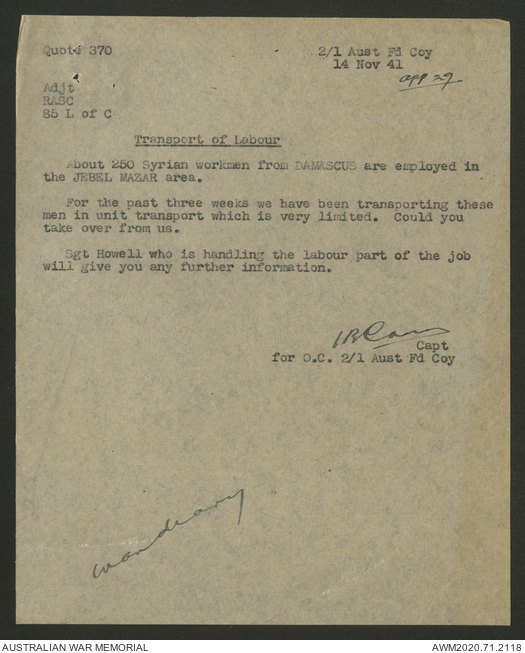 Quote 370
2/1 Aust Fd Coy
14 Nov 41
app 29
Adjt
RASC
85 L of C
Transport of Labour
About 250 Syrian workmen from DAMASCUS are employed in
the JEBEL MAZAR area.
For the past three weeks we have been transporting these
men in unit transport which is very limited. Could you
take over from us.
Sgt Howell who is handling the labour part of the job
will give you any further information.
Capt
for O.C. 2/1 Aust Fd Coy
war diary
AUSTRALIAN WAR MEMORIAL
AWM2020.71.2118